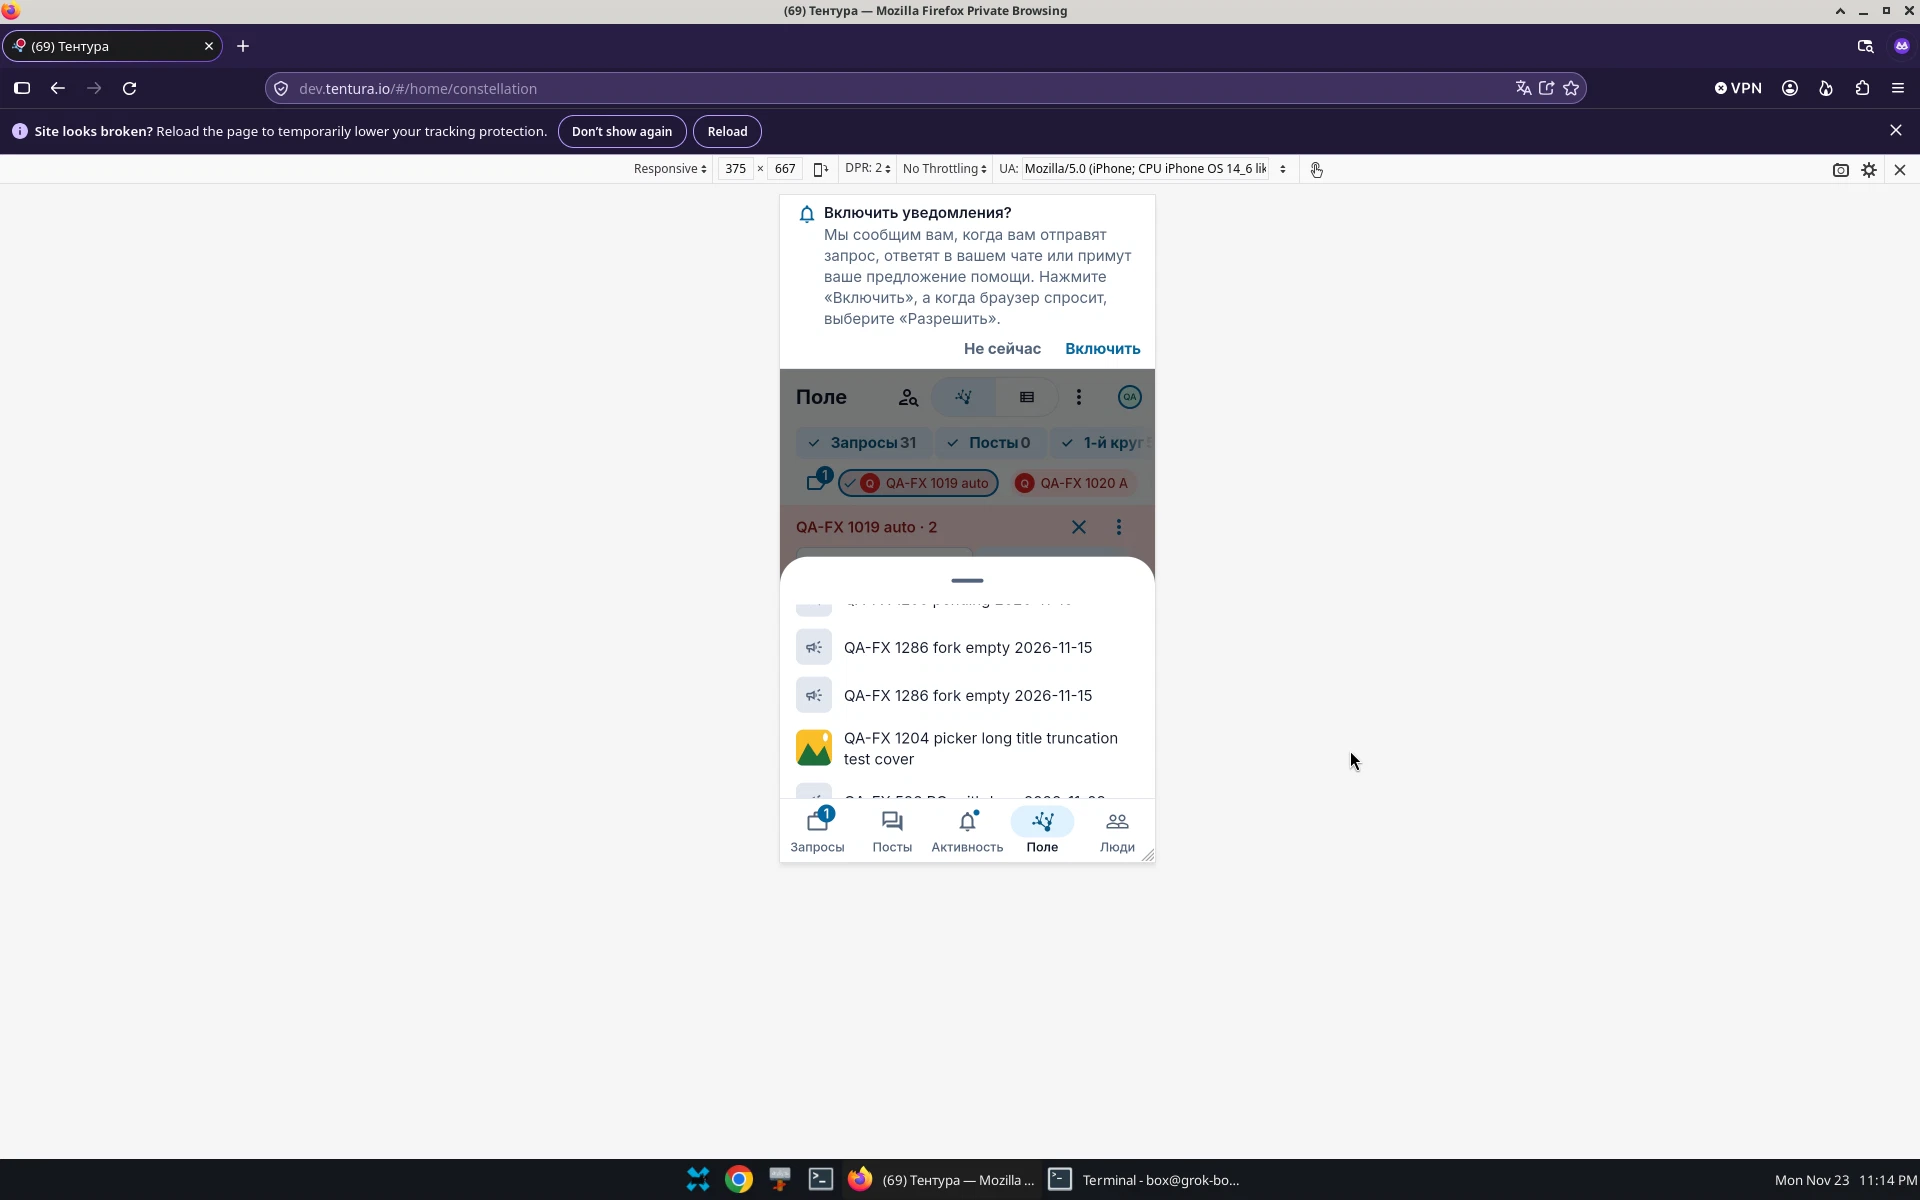 (69) Тентура — Mozilla Firefox Private Browsing
(69) Тентура
dev.tentura.io/#/home/constellation
VPN
Site looks broken? Reload the page to temporarily lower your tracking protection.
Don't show again
Reload
Responsive
375 × 667
DPR: 2
No Throttling
UA: Mozilla/5.0 (iPhone; CPU iPhone OS 14_6 lik
Включить уведомления?
Мы сообщим вам, когда вам отправят
запрос, ответят в вашем чате или примут
ваше предложение помощи. Нажмите
«Включить», а когда браузер спросит,
выберите «Разрешить».
Не сейчас
Включить
Поле
QA
Запросы 31
Посты 0
1-й круг
1
Q QA-FX 1019 auto
Q QA-FX 1020 A
QA-FX 1019 auto · 2
QA-FX 1286 fork empty 2026-11-15
QA-FX 1286 fork empty 2026-11-15
QA-FX 1204 picker long title truncation
test cover
1
Запросы
Посты
Активность
Поле
Люди
(69) Тентура — Mozilla ...
Terminal - box@grok-bo...
Mon Nov 23 11:14 PM